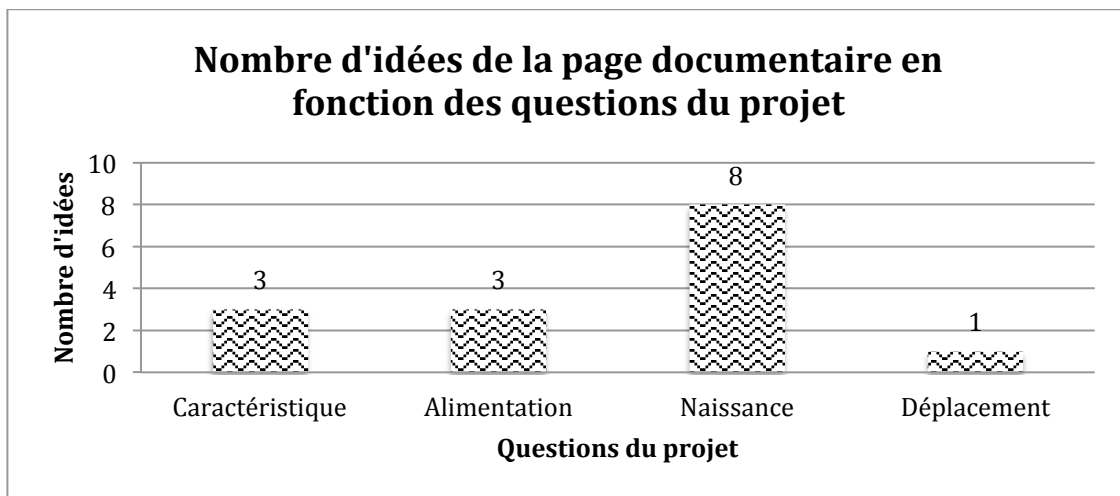 Nombre d'idées de la page documentaire en
fonction des questions du projet
Nombre d'idées
10
8
6
4
2
0
3
3
8
1
Caractéristique
Alimentation
Naissance
Déplacement
Questions du projet